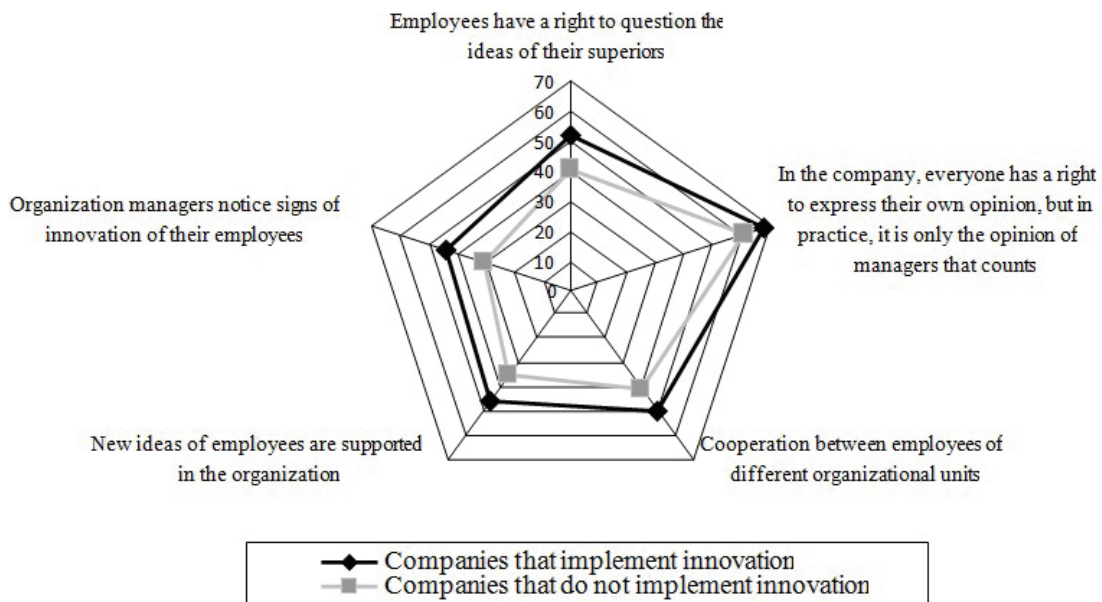 Employees have a right to question the
ideas of their superiors
70
60
50
40
30
20
10
0
In the company, everyone has a right
to express their own opinion, but in
practice, it is only the opinion of
managers that counts
Organization managers notice signs of
innovation of their employees
New ideas of employees are supported
in the organization
Cooperation between employees of
different organizational units
Companies that implement innovation
Companies that do not implement innovation